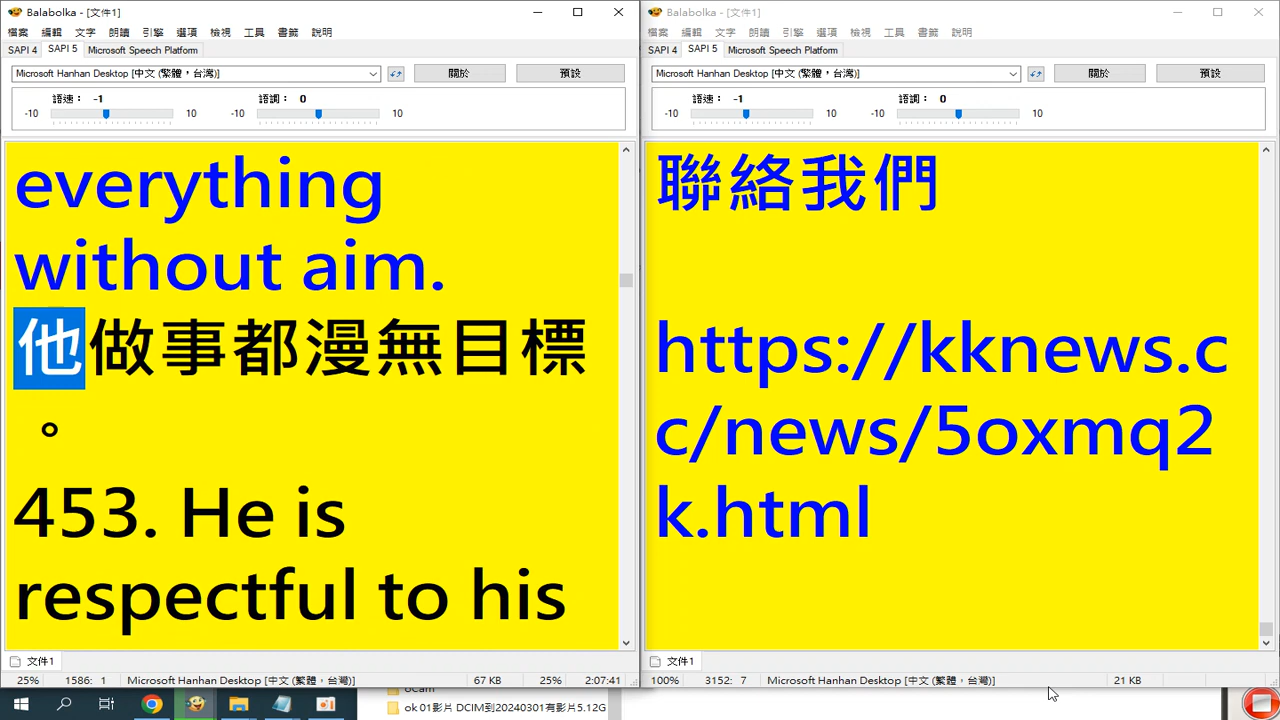 Balabolka - [文件1]
檔案 編輯 文字 朗讀 引擎 選項 檢視 工具 書籤 說明
SAPI 4 SAPI 5 Microsoft Speech Platform
Microsoft Hanhan Desktop [中文 (繁體，台灣)] 關於 預設
語速： -1 語調： 0
-10 10 -10 10
everything
without aim.
他做事都漫無目標
。
453. He is
respectful to his
文件1
25% 1586: 1 Microsoft Hanhan Desktop [中文 (繁體，台灣)] 67 KB 25% 2:07:41
Balabolka - [文件1]
檔案 編輯 文字 朗讀 引擎 選項 檢視 工具 書籤 說明
SAPI 4 SAPI 5 Microsoft Speech Platform
Microsoft Hanhan Desktop [中文 (繁體，台灣)] 關於 預設
語速： -1 語調： 0
-10 10 -10 10
聯絡我們
https://kknews.c
c/news/5oxmq2
k.html
文件1
100% 3152: 7 Microsoft Hanhan Desktop [中文 (繁體，台灣)] 21 KB
oCam
ok 01影片 DCIM到20240301有影片5.12G